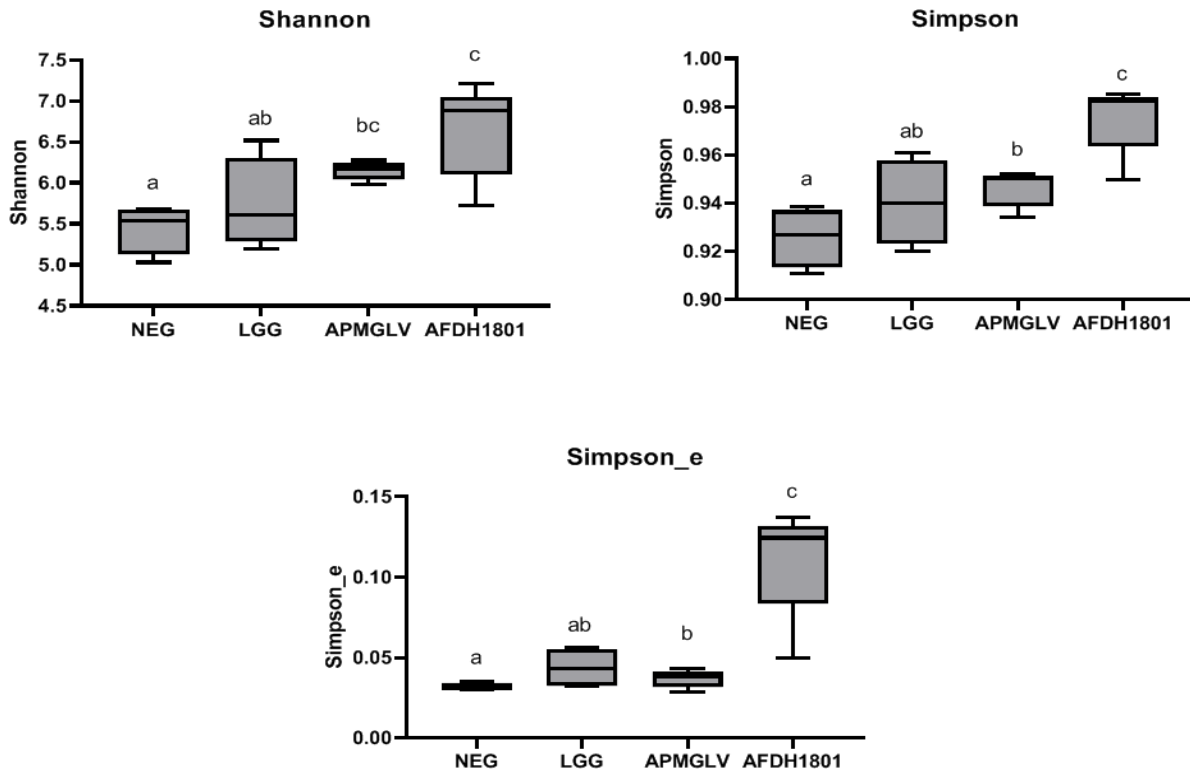 Shannon
7.5
7.0
6.5
6.0
5.5
5.0
4.5
Shannon
a
ab
bc
c
NEG LGG APMGLV AFDH1801
Simpson
1.00
0.98
0.96
0.94
0.92
0.90
Simpson
a
ab
b
c
NEG LGG APMGLV AFDH1801
Simpson_e
0.15
0.10
0.05
0.00
Simpson_e
a
ab
b
c
NEG LGG APMGLV AFDH1801